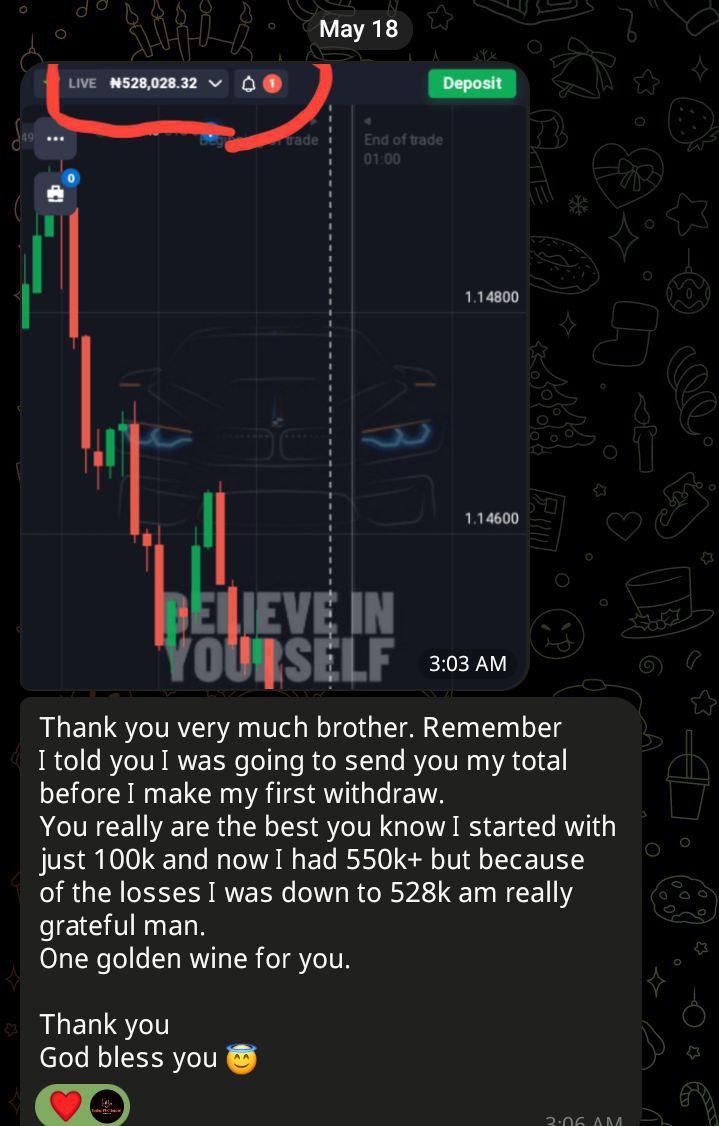 May 18
LIVE ₦528,028.32 1 Deposit
49
End of trade
01:00
0
1.14800
1.14600
BELIEVE IN
YOURSELF
3:03 AM
Thank you very much brother. Remember
I told you I was going to send you my total
before I make my first withdraw.
You really are the best you know I started with
just 100k and now I had 550k+ but because
of the losses I was down to 528k am really
grateful man.
One golden wine for you.
Thank you
God bless you 😇
3:06 AM